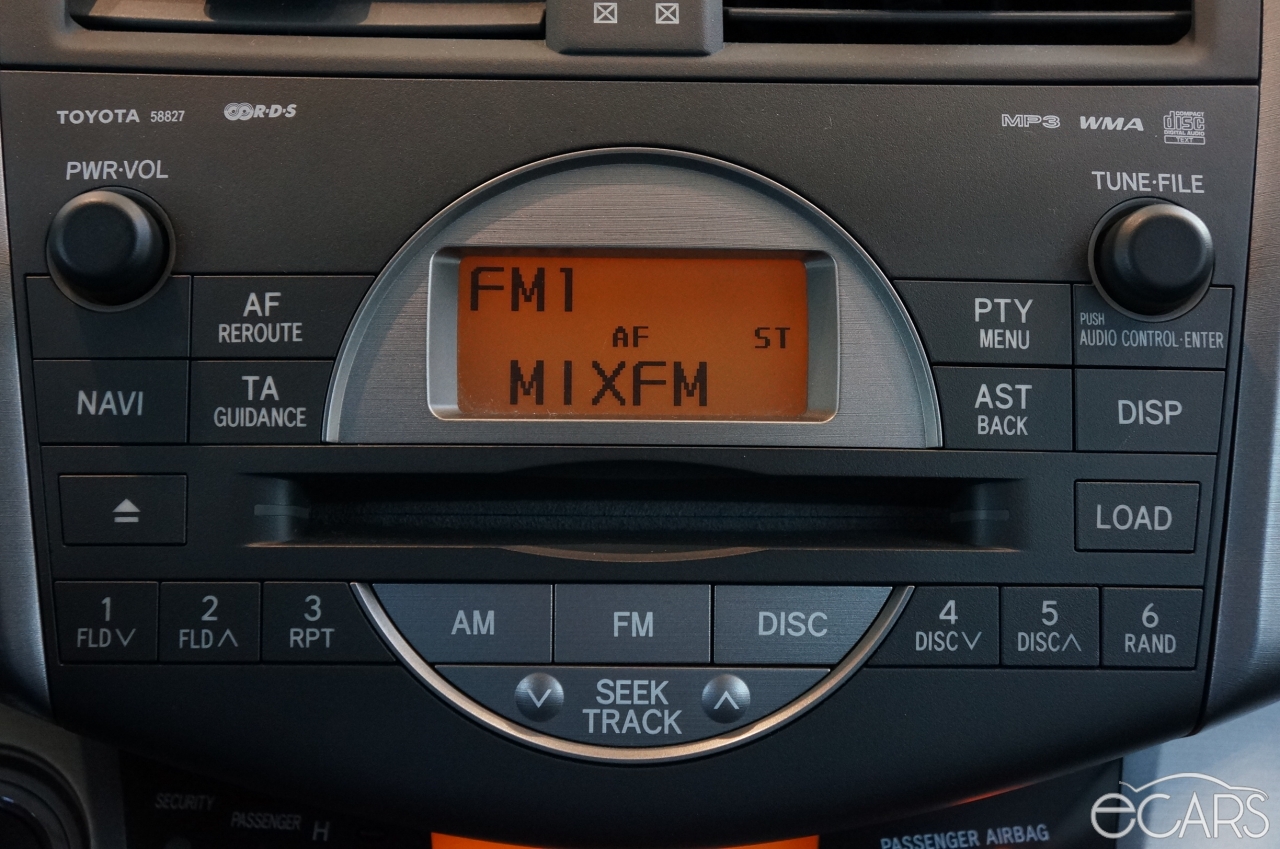 TOYOTA 58827
R·D·S
MP3 WMA
COMPACT
disc
DIGITAL AUDIO
TEXT
PWR·VOL
TUNE·FILE
FM1
AF ST
MIXFM
AF
REROUTE
PTY
MENU
PUSH
AUDIO CONTROL·ENTER
NAVI
TA
GUIDANCE
AST
BACK
DISP
LOAD
1
FLD ∨
2
FLD ∧
3
RPT
AM
FM
DISC
4
DISC ∨
5
DISC ∧
6
RAND
∨ SEEK ∧
TRACK
SECURITY
PASSENGER
H
PASSENGER AIRBAG
eCARS